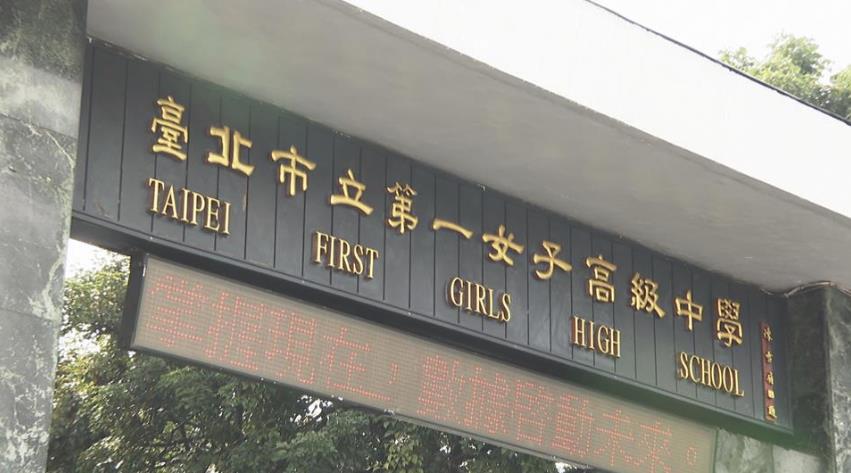 臺北市立第一女子高級中學
TAIPEI FIRST GIRLS HIGH SCHOOL
掌握現在，數據啓動未來。